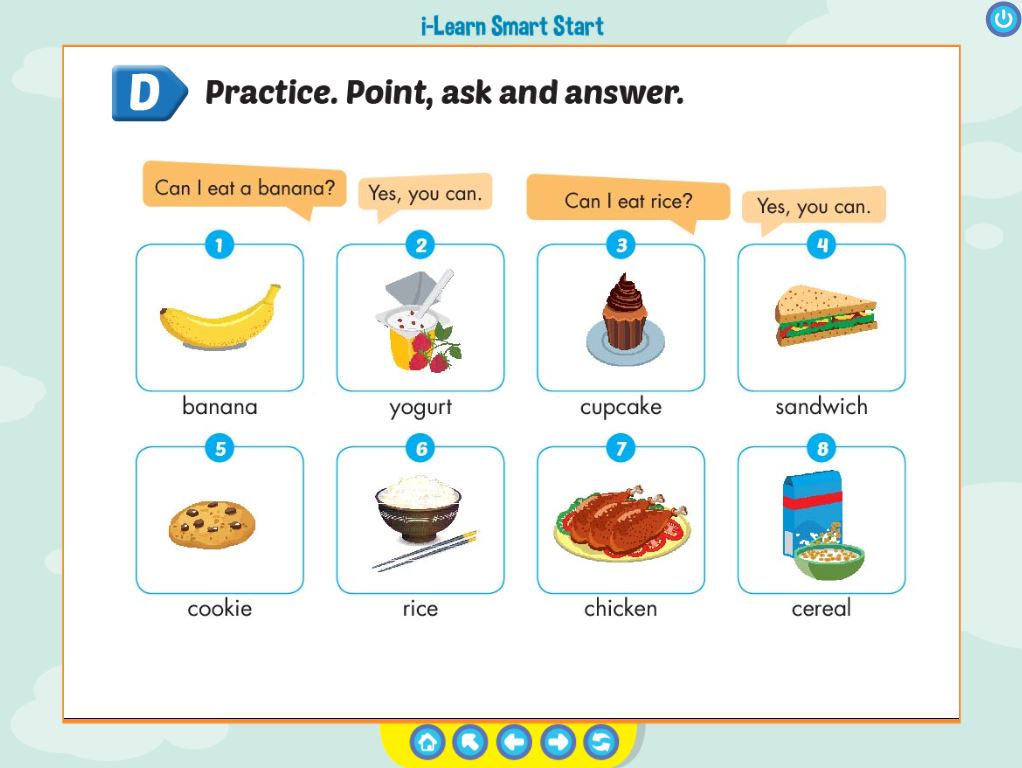 i-Learn Smart Start
D Practice. Point, ask and answer.
Can I eat a banana?
Yes, you can.
Can I eat rice?
Yes, you can.
1
2
3
4
banana
yogurt
cupcake
sandwich
5
6
7
8
cookie
rice
chicken
cereal